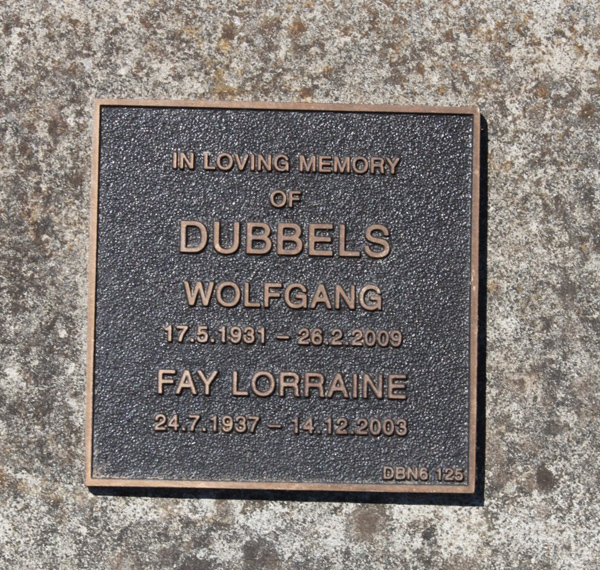 IN LOVING MEMORY
OF
DUBBELS
WOLFGANG
17.5.1931 – 26.2.2009
FAY LORRAINE
24.7.1937 – 14.12.2003
DBN6 125